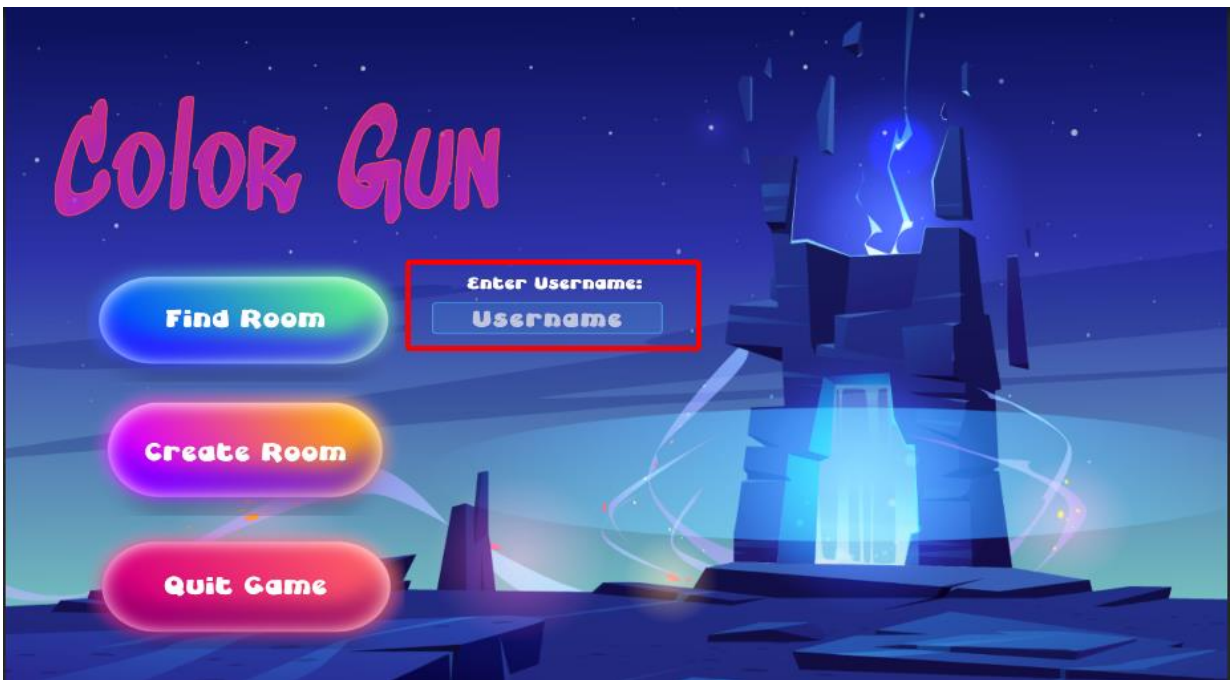 Color Gun
Enter Username:
Find Room
Username
Create Room
Quit Game